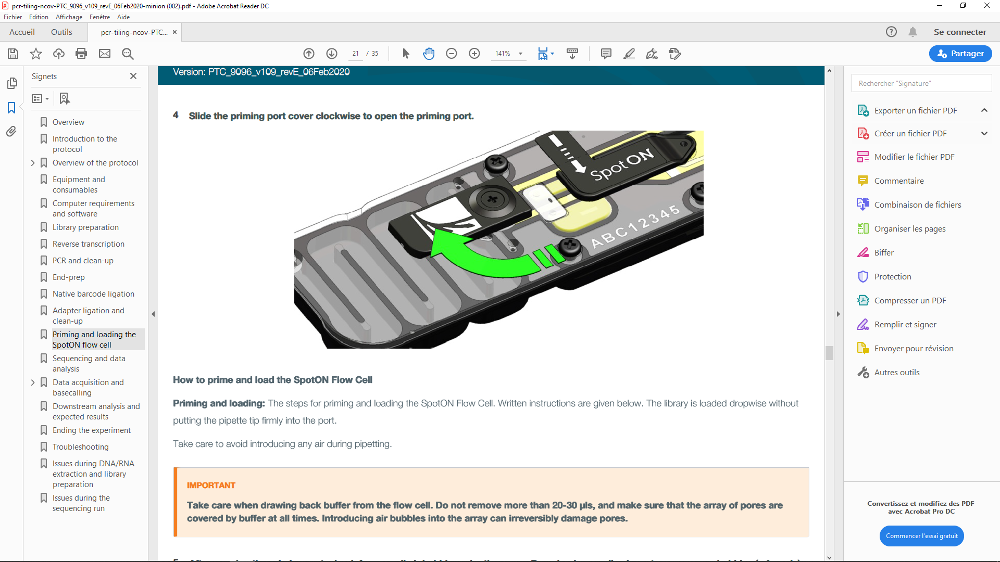 pcr-tiling-ncov-PTC_9096_v109_revE_06Feb2020-minion (002).pdf - Adobe Acrobat Reader DC
Fichier Edition Affichage Fenêtre Aide
Accueil Outils pcr-tiling-ncov-PTC... × Se connecter
21 / 35 141% Partager
Signets
Overview
Introduction to the
protocol
Overview of the protocol
Equipment and
consumables
Computer requirements
and software
Library preparation
Reverse transcription
PCR and clean-up
End-prep
Native barcode ligation
Adapter ligation and
clean-up
Priming and loading the
SpotON flow cell
Sequencing and data
analysis
Data acquisition and
basecalling
Downstream analysis and
expected results
Ending the experiment
Troubleshooting
Issues during DNA/RNA
extraction and library
preparation
Issues during the
sequencing run
Version: PTC_9096_v109_revE_06Feb2020
4 Slide the priming port cover clockwise to open the priming port.
SpotON
ABC12345
How to prime and load the SpotON Flow Cell
Priming and loading: The steps for priming and loading the SpotON Flow Cell. Written instructions are given below. The library is loaded dropwise without
putting the pipette tip firmly into the port.
Take care to avoid introducing any air during pipetting.
IMPORTANT
Take care when drawing back buffer from the flow cell. Do not remove more than 20-30 µls, and make sure that the array of pores are
covered by buffer at all times. Introducing air bubbles into the array can irreversibly damage pores.
Rechercher "Signature"
Exporter un fichier PDF
Créer un fichier PDF
Modifier le fichier PDF
Commentaire
Combinaison de fichiers
Organiser les pages
Biffer
Protection
Compresser un PDF
Remplir et signer
Envoyer pour révision
Autres outils
Convertissez et modifiez des PDF
avec Acrobat Pro DC
Commencer l'essai gratuit